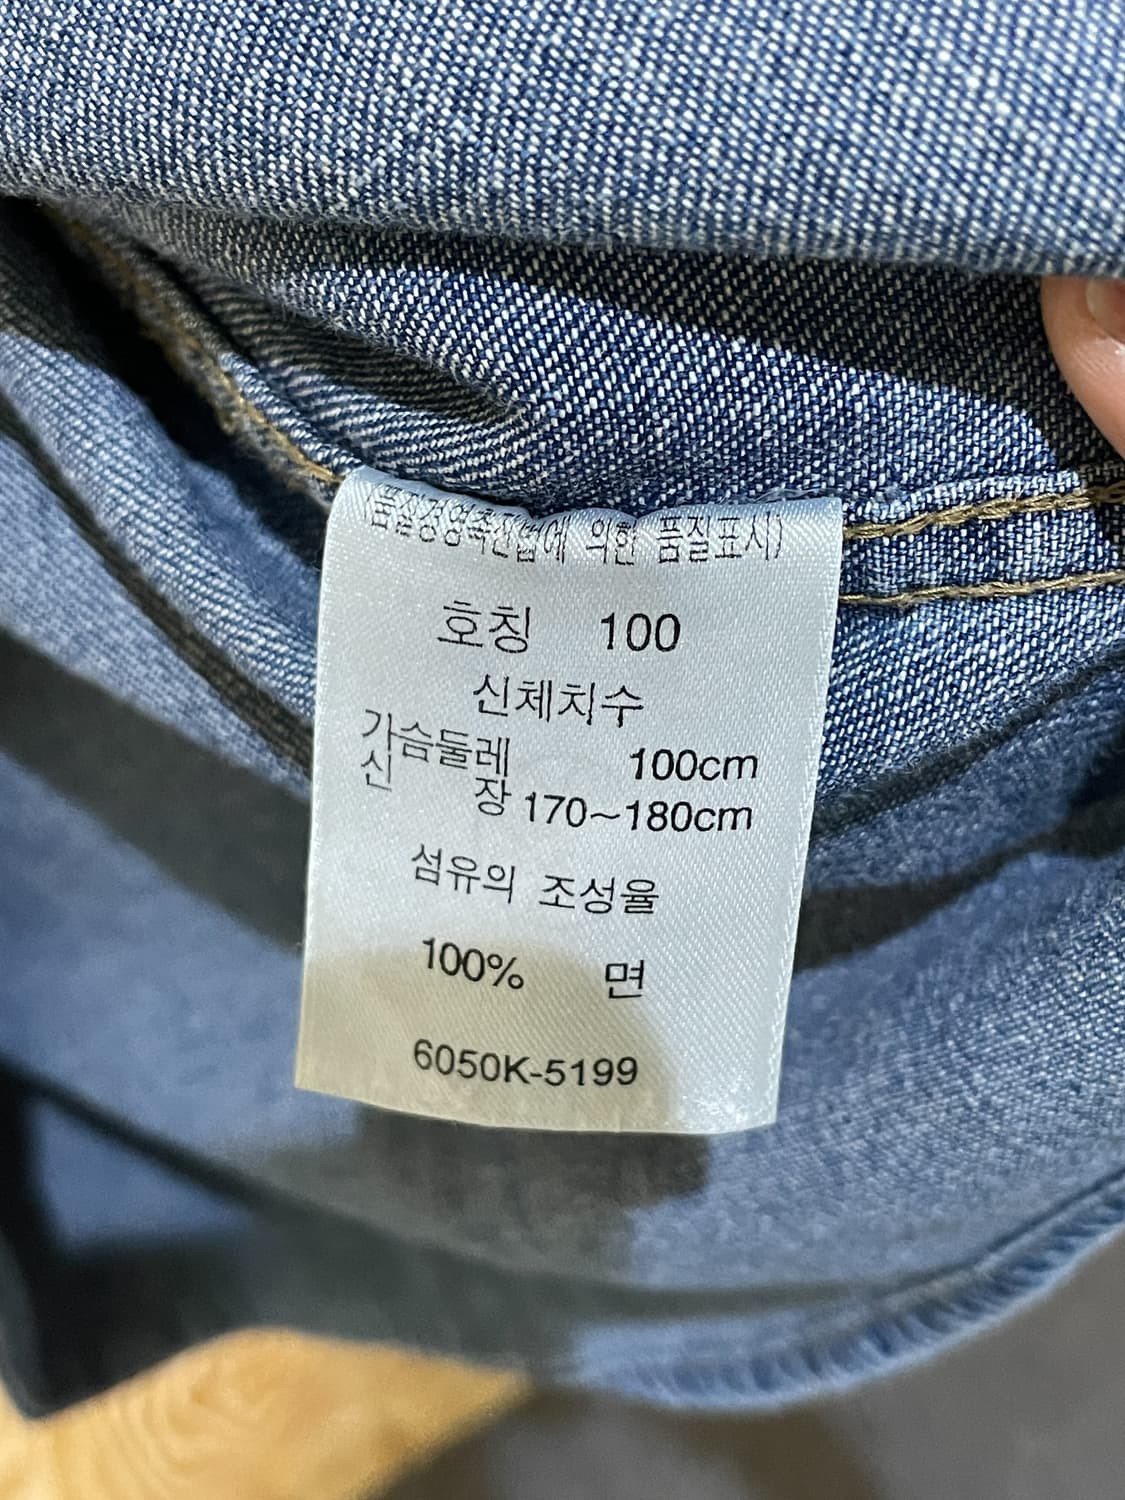 (품질경영촉진법에 의한 품질표시)
호칭 100
신체치수
가슴둘레 100cm
신 장 170~180cm
섬유의 조성율
100% 면
6050K-5199